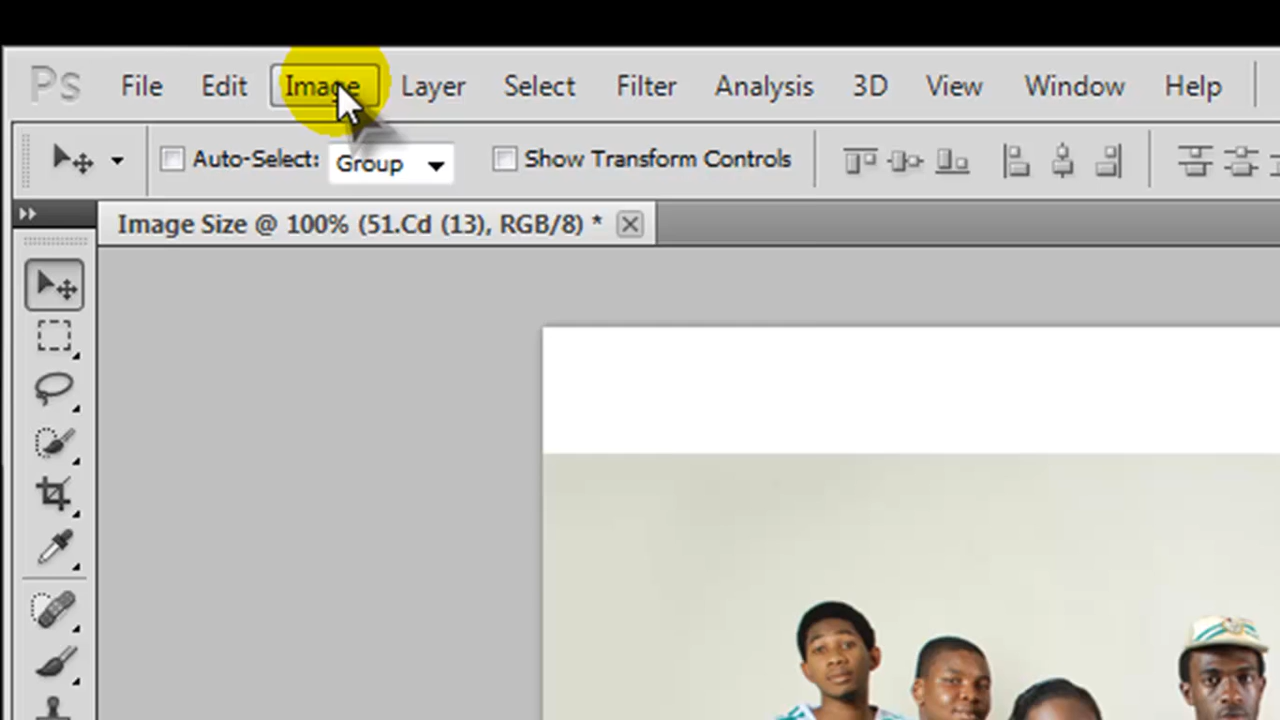 Ps File Edit Image Layer Select Filter Analysis 3D View Window Help
Auto-Select: Group Show Transform Controls
Image Size @ 100% (51.Cd (13), RGB/8) *